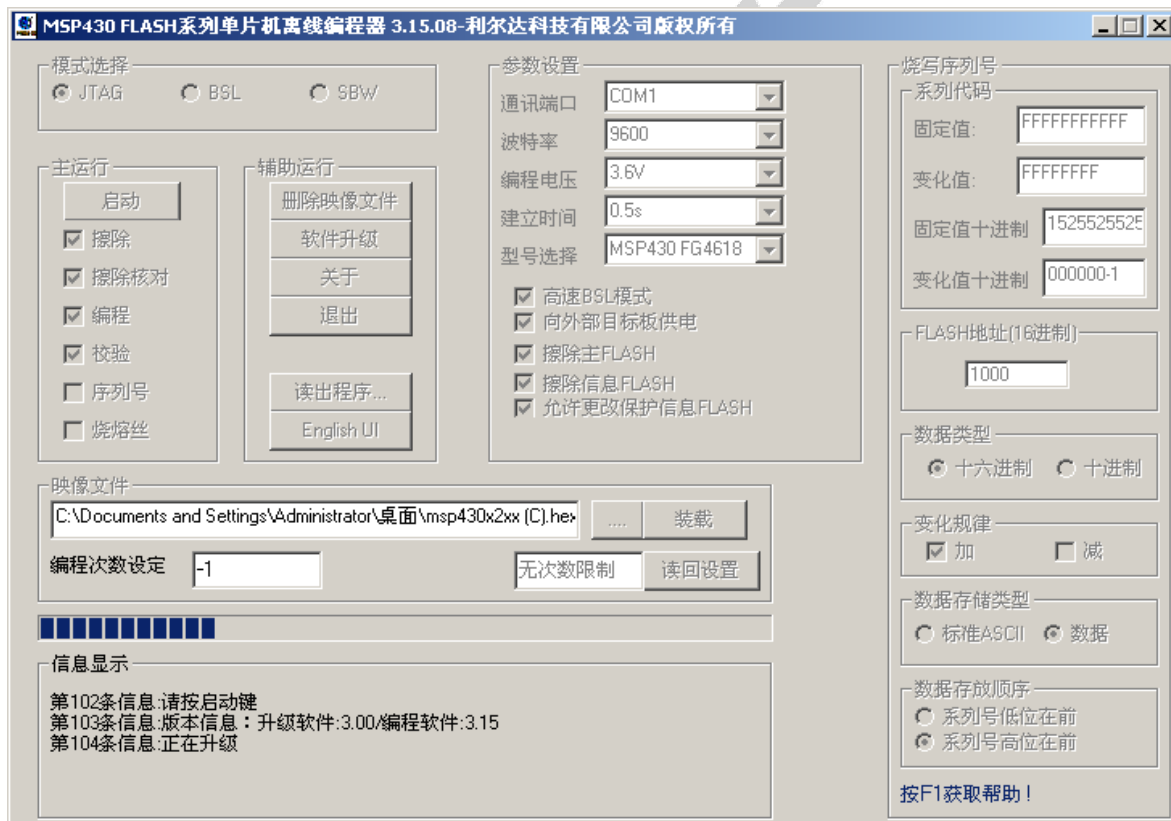 MSP430 FLASH系列单片机离线编程器 3.15.08-利尔达科技有限公司版权所有
模式选择
JTAG BSL SBW
主运行
启动
擦除
擦除核对
编程
校验
序列号
烧熔丝
辅助运行
删除映像文件
软件升级
关于
退出
读出程序...
English UI
参数设置
通讯端口 COM1
波特率 9600
编程电压 3.6V
建立时间 0.5s
型号选择 MSP430 FG4618
高速BSL模式
向外部目标板供电
擦除主FLASH
擦除信息FLASH
允许更改保护信息FLASH
映像文件
C:\Documents and Settings\Administrator\桌面\msp430x2xx (C).hex .... 装载
编程次数设定 -1 无次数限制 读回设置
信息显示
第102条信息:请按启动键
第103条信息:版本信息：升级软件:3.00/编程软件:3.15
第104条信息:正在升级
烧写序列号
系列代码
固定值: FFFFFFFFFFF
变化值: FFFFFFFF
固定值十进制 1525525525
变化值十进制 000000-1
FLASH地址(16进制)
1000
数据类型
十六进制 十进制
变化规律
加 减
数据存储类型
标准ASCII 数据
数据存放顺序
系列号低位在前
系列号高位在前
按F1获取帮助！